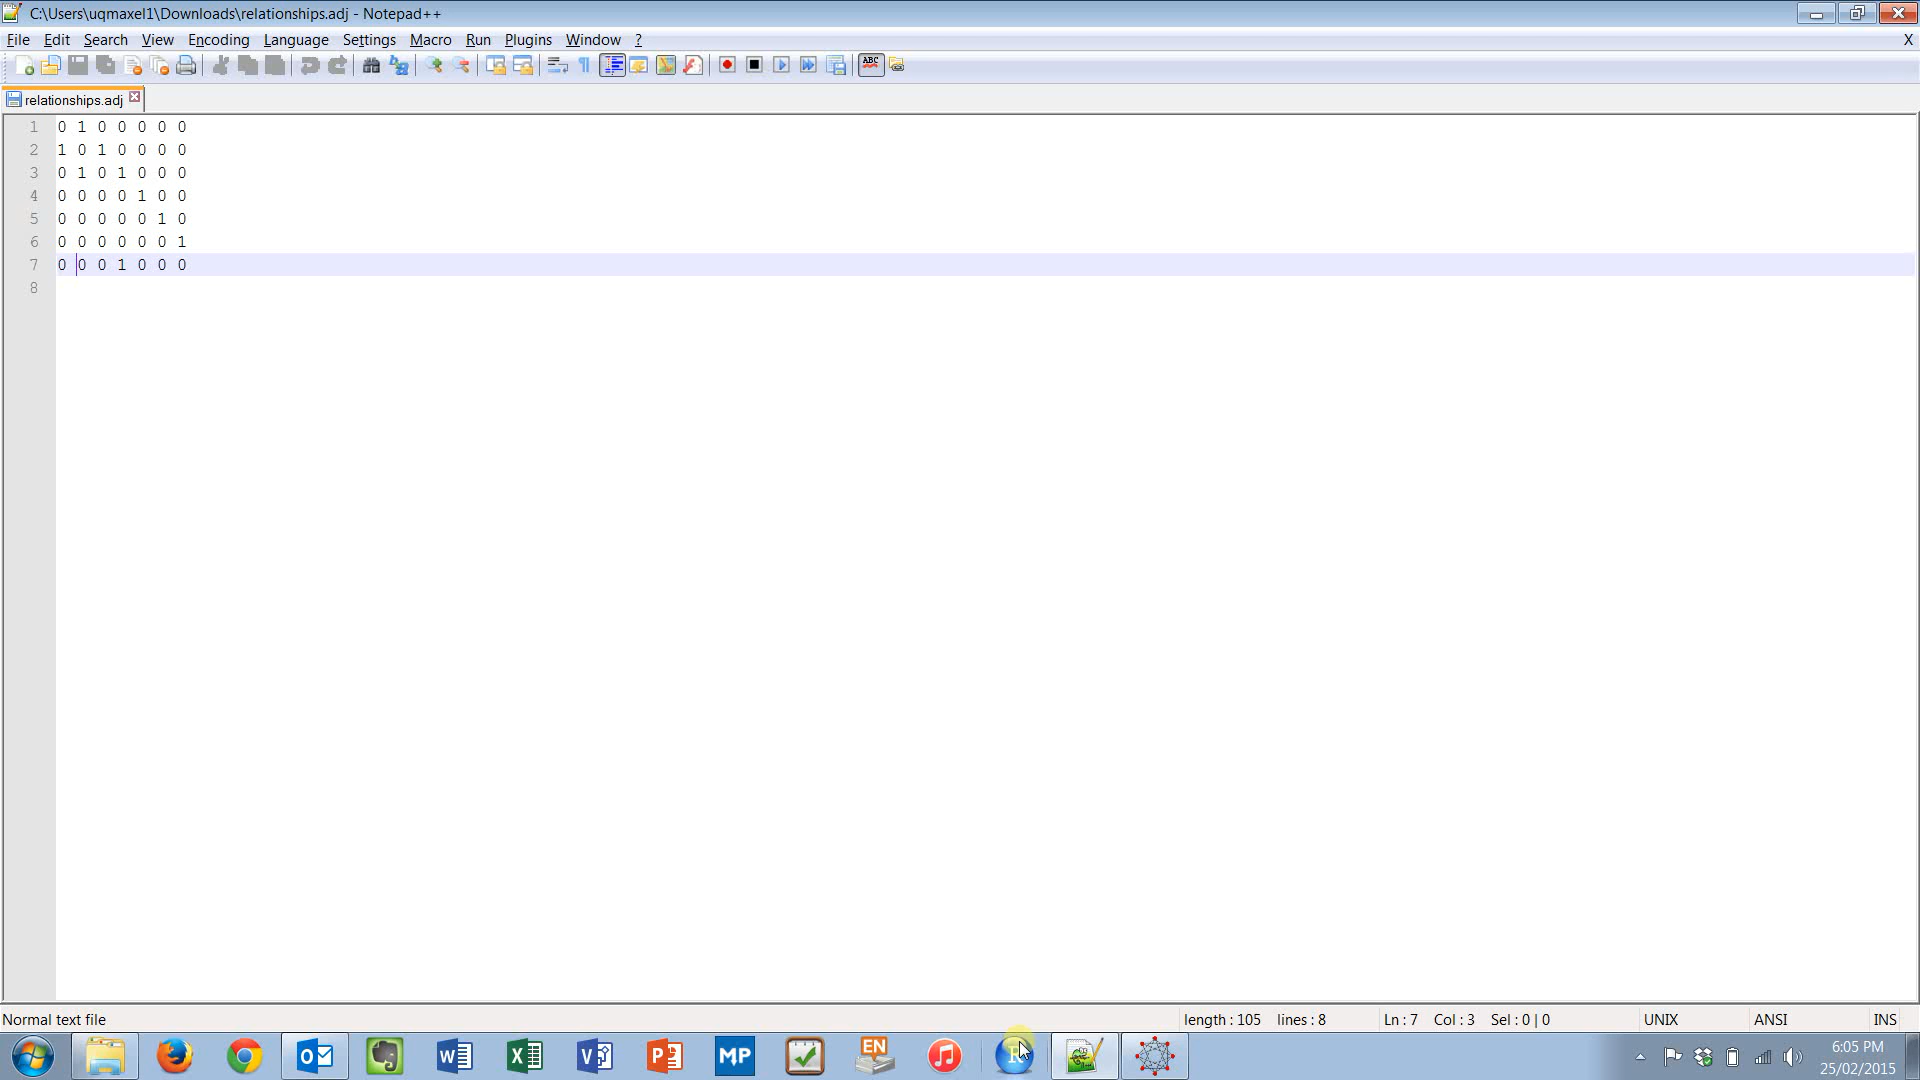 C:\Users\uqmaxel1\Downloads\relationships.adj - Notepad++
File Edit Search View Encoding Language Settings Macro Run Plugins Window ? X
ABC
relationships.adj
1 0 1 0 0 0 0 0
2 1 0 1 0 0 0 0
3 0 1 0 1 0 0 0
4 0 0 0 0 1 0 0
5 0 0 0 0 0 1 0
6 0 0 0 0 0 0 1
7 0 0 0 1 0 0 0
8
Normal text file length : 105 lines : 8 Ln : 7 Col : 3 Sel : 0 | 0 UNIX ANSI INS
EN
MP
6:05 PM
25/02/2015